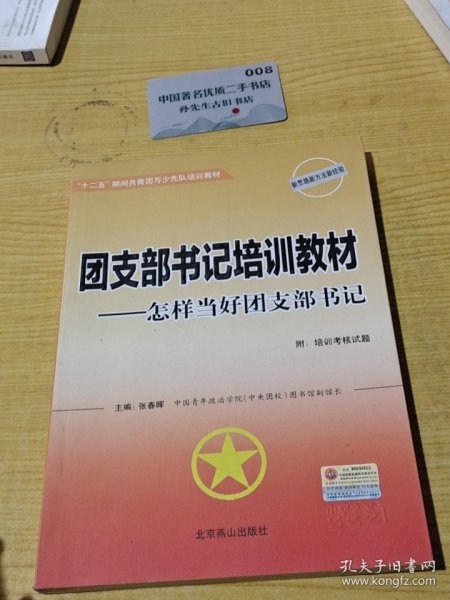 008
中国著名优质二手书店
孙先生古旧书店
“十二五”期间共青团与少先队培训教材
新思路新方法新经验
团支部书记培训教材
——怎样当好团支部书记
附：培训考核试题
主编：张春晖 中国青年政治学院（中央团校）图书馆副馆长
北京燕山出版社
孔夫子旧书网
www.kongfz.com